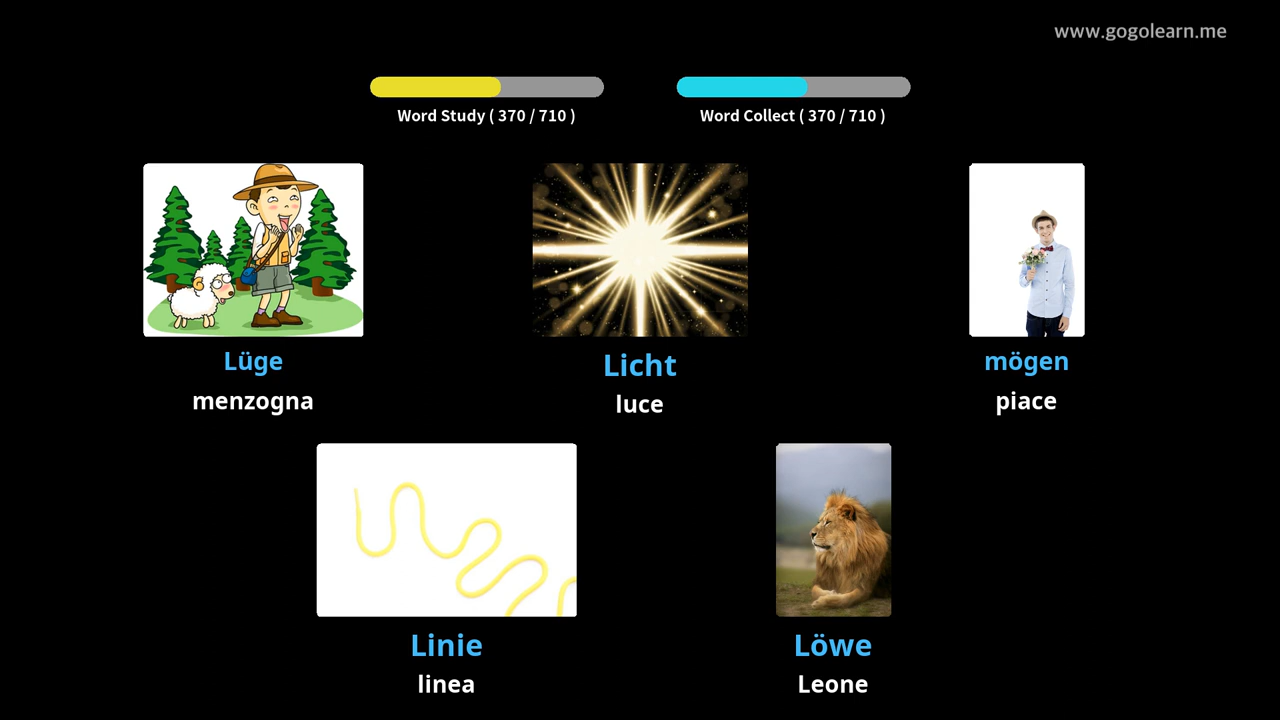 www.gogolearn.me
Word Study ( 370 / 710 )
Word Collect ( 370 / 710 )
Lüge
menzogna
Licht
luce
mögen
piace
Linie
linea
Löwe
Leone